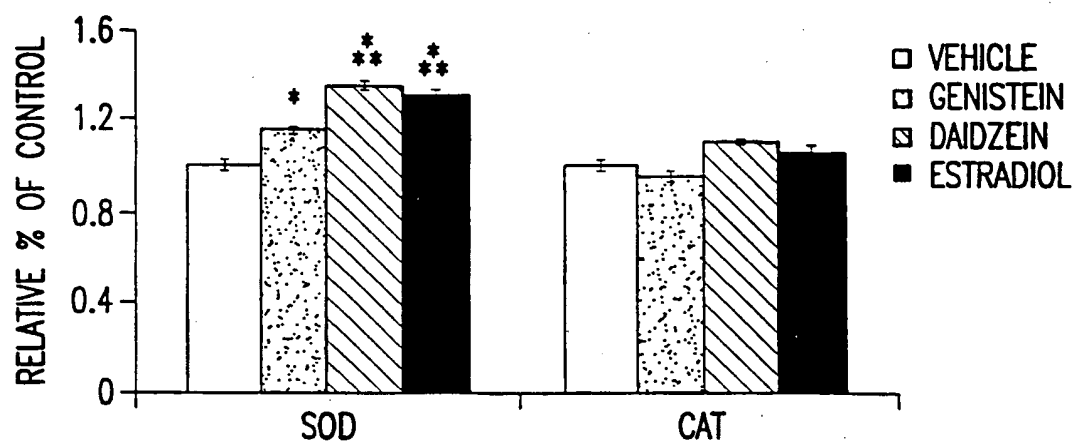 RELATIVE % OF CONTROL
1.6
1.2
0.8
0.4
0
*
*
**
*
**
SOD
CAT
VEHICLE
GENISTEIN
DAIDZEIN
ESTRADIOL